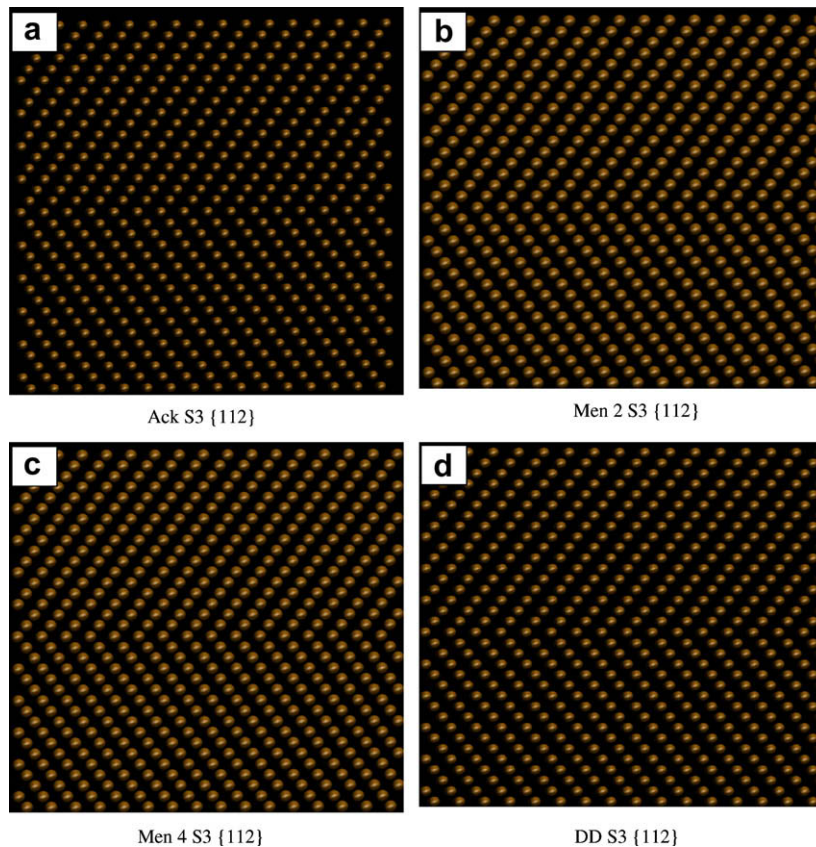 a
b
Ack S3 {112}
Men 2 S3 {112}
c
d
Men 4 S3 {112}
DD S3 {112}